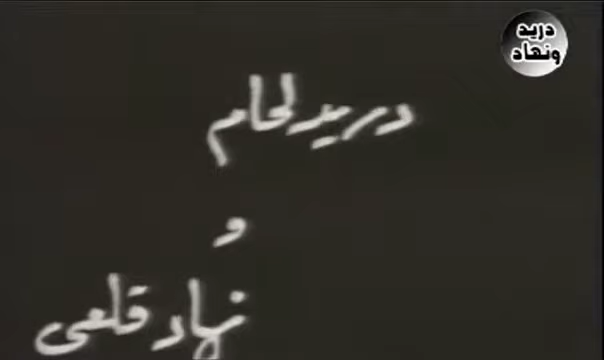 دريد
ونهاد
دريد لحام
و
نهاد قلعي